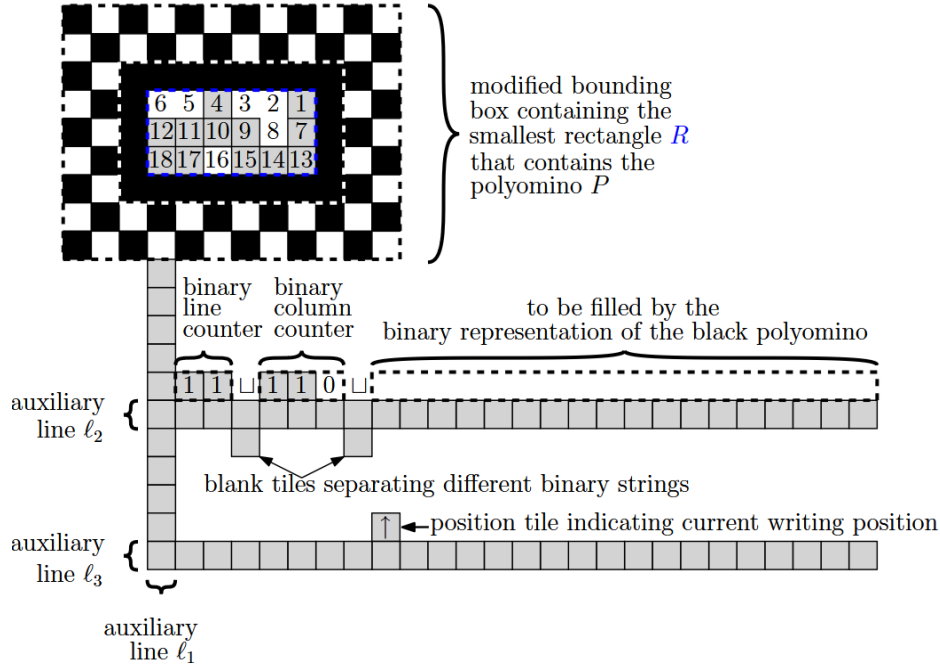 6 5 4 3 2 1
12 11 10 9 8 7
18 17 16 15 14 13
modified bounding
box containing the
smallest rectangle R
that contains the
polyomino P
binary
line
counter
binary
column
counter
to be filled by the
binary representation of the black polyomino
1 1 ⊔ 1 1 0 ⊔
auxiliary
line ℓ2
blank tiles separating different binary strings
↑
position tile indicating current writing position
auxiliary
line ℓ3
auxiliary
line ℓ1